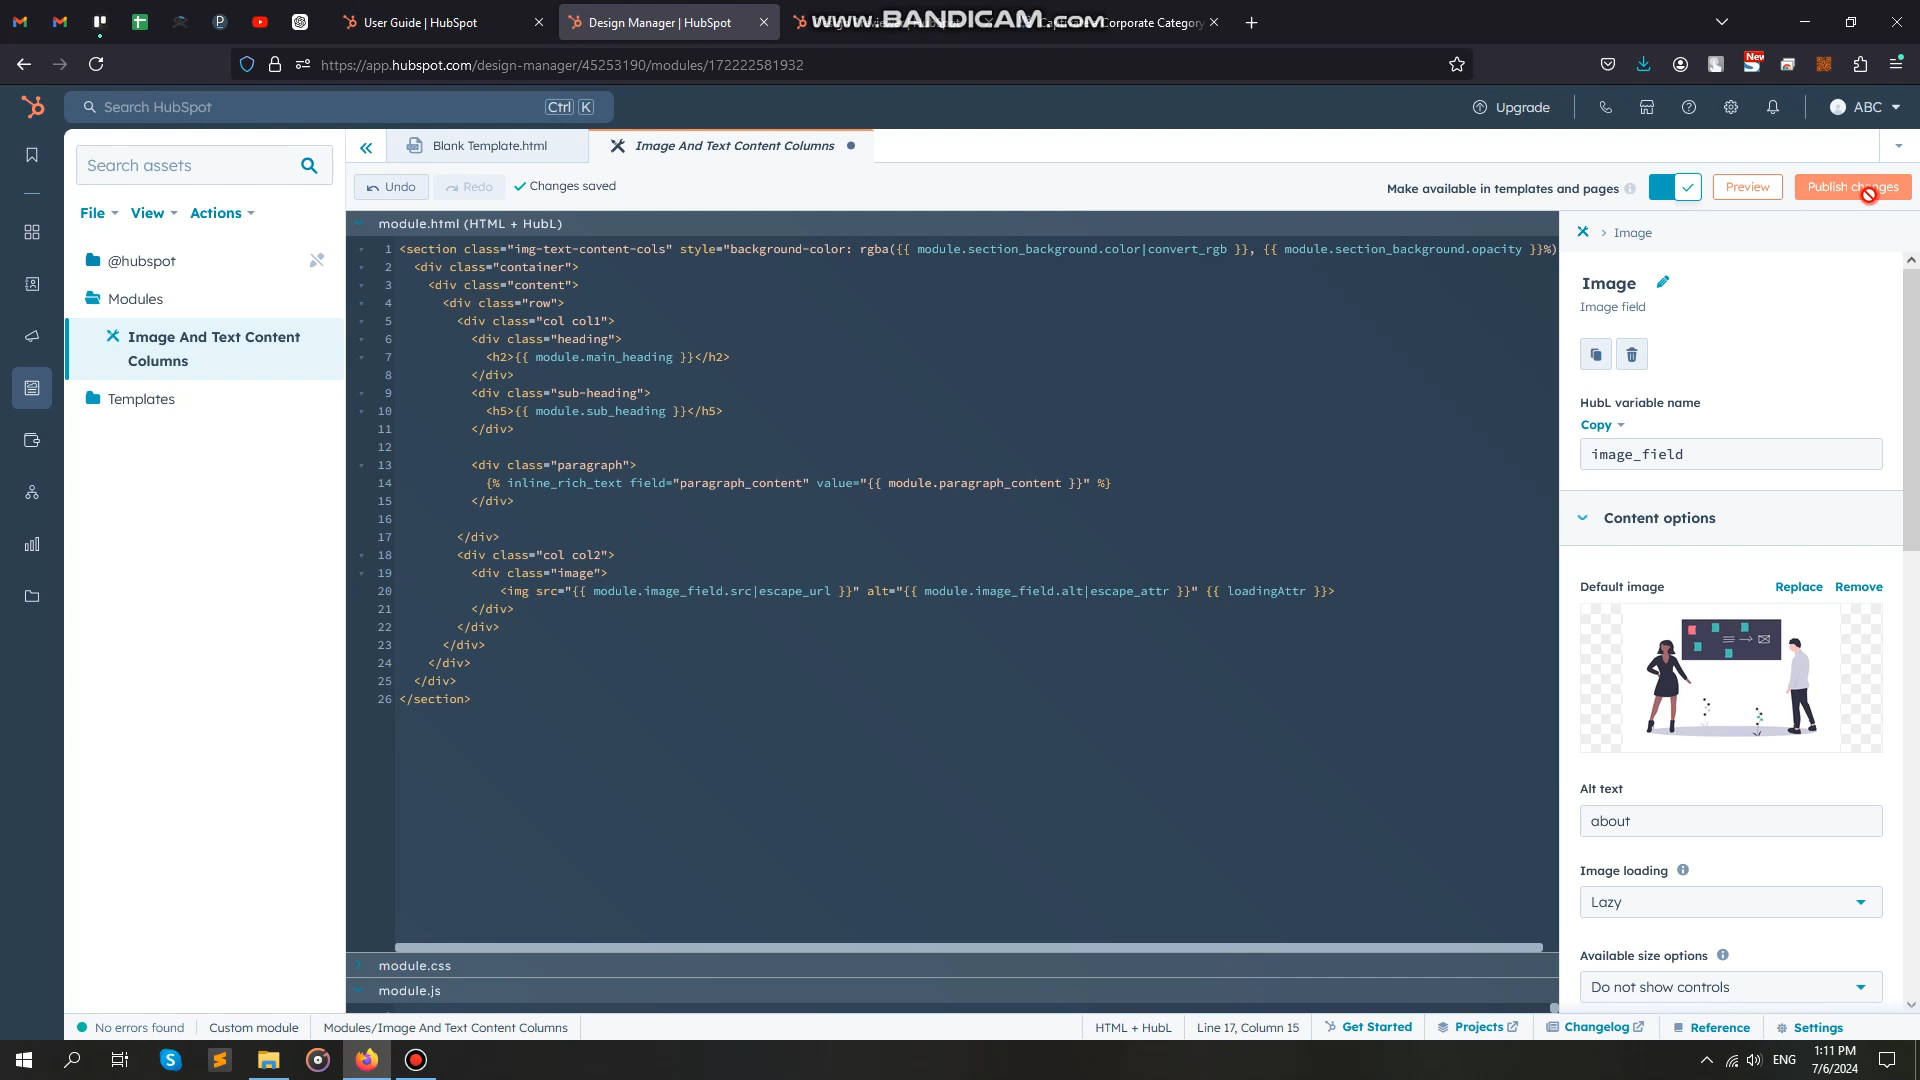 User Guide | HubSpot
Design Manager | HubSpot
www.BANDICAM.com
Corporate Category
https://app.hubspot.com/design-manager/45253190/modules/172222581932
New
Search HubSpot
Ctrl K
Upgrade
ABC
Search assets
File
View
Actions
@hubspot
Modules
Image And Text Content
Columns
Templates
Blank Template.html
Image And Text Content Columns
Undo
Redo
Changes saved
Make available in templates and pages
Preview
Publish changes
module.html (HTML + HubL)
1 <section class="img-text-content-cols" style="background-color: rgba({{ module.section_background.color|convert_rgb }}, {{ module.section_background.opacity }}%)
2 <div class="container">
3 <div class="content">
4 <div class="row">
5 <div class="col col1">
6 <div class="heading">
7 <h2>{{ module.main_heading }}</h2>
8 </div>
9 <div class="sub-heading">
10 <h5>{{ module.sub_heading }}</h5>
11 </div>
12
13 <div class="paragraph">
14 {% inline_rich_text field="paragraph_content" value="{{ module.paragraph_content }}" %}
15 </div>
16
17 </div>
18 <div class="col col2">
19 <div class="image">
20 <img src="{{ module.image_field.src|escape_url }}" alt="{{ module.image_field.alt|escape_attr }}" {{ loadingAttr }}>
21 </div>
22 </div>
23 </div>
24 </div>
25 </div>
26 </section>
module.css
module.js
Image
Image
Image field
HubL variable name
Copy
image_field
Content options
Default image
Replace
Remove
Alt text
about
Image loading
Lazy
Available size options
Do not show controls
No errors found
Custom module
Modules/Image And Text Content Columns
HTML + HubL
Line 17, Column 15
Get Started
Projects
Changelog
Reference
Settings
ENG
1:11 PM
7/6/2024